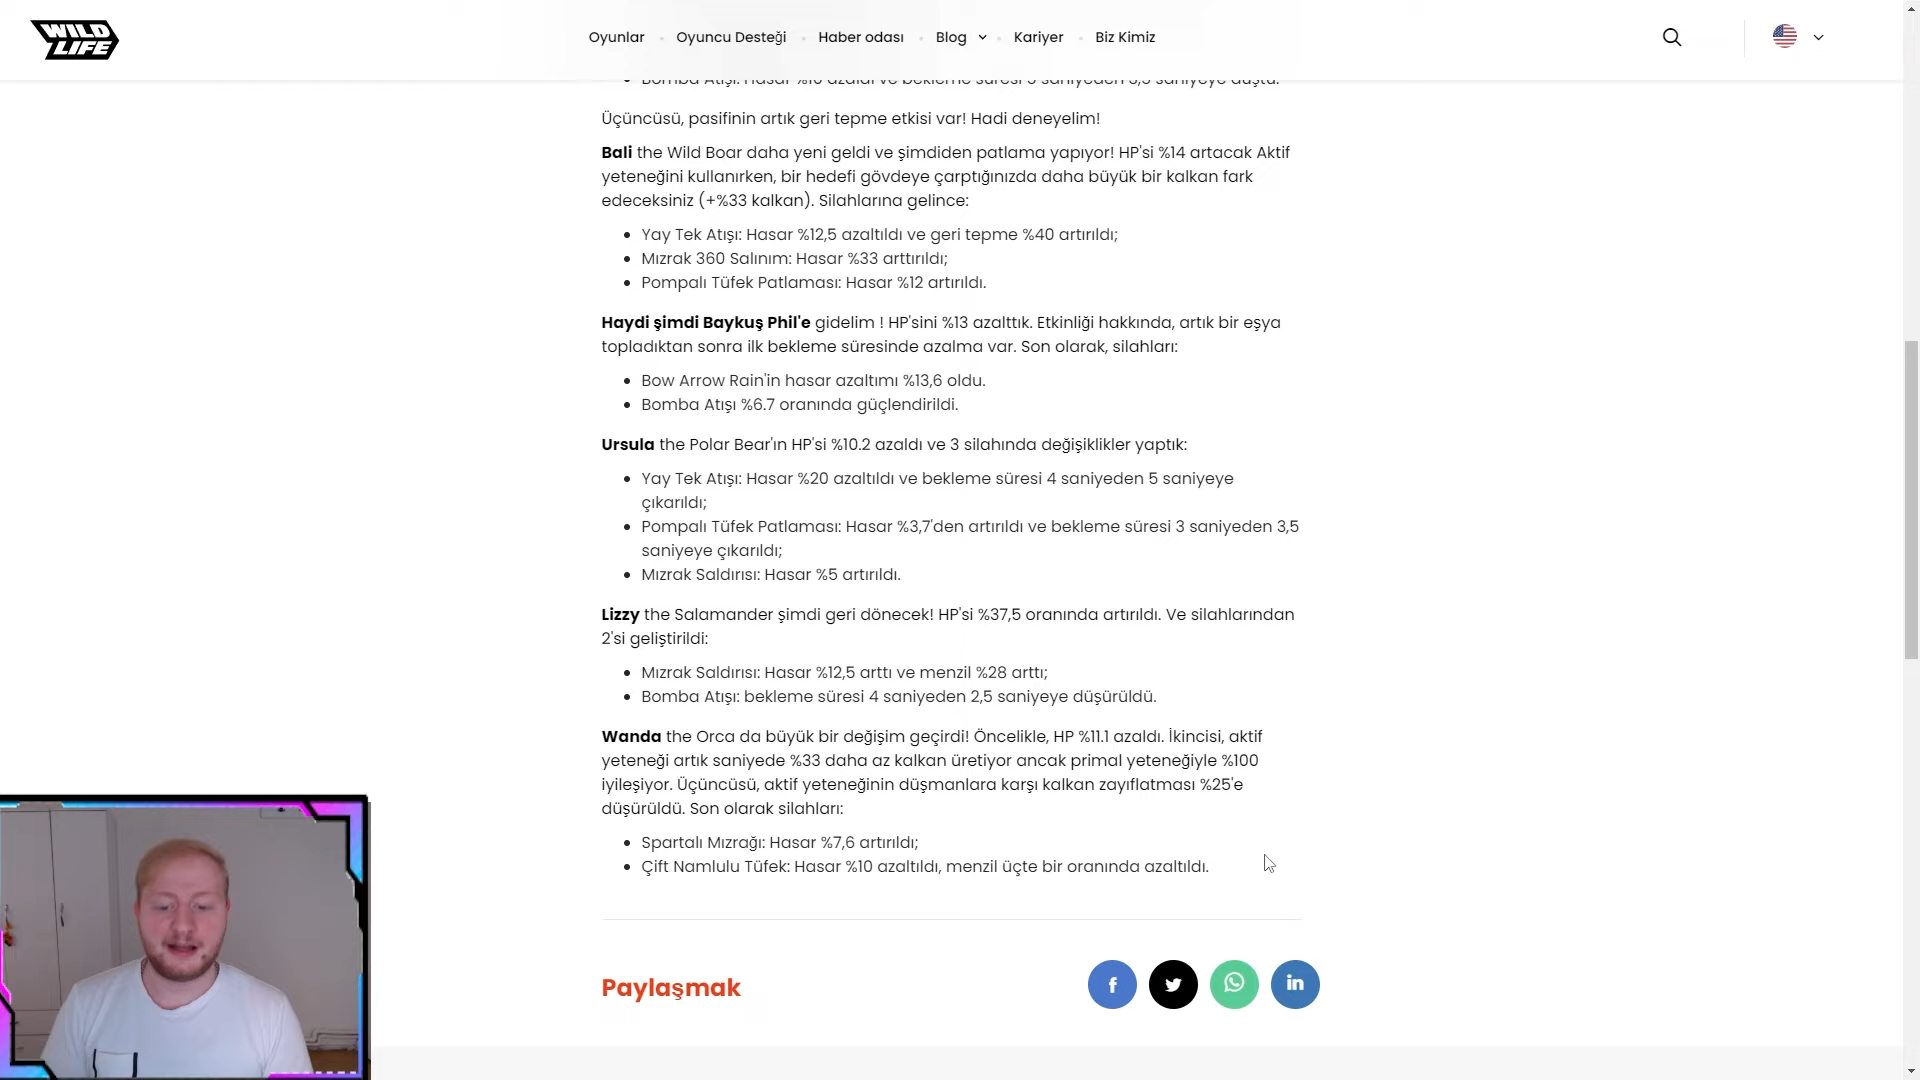 WILD
LIFE
Oyunlar
Oyuncu Desteği
Haber odası
Blog
Kariyer
Biz Kimiz
Bomba Atışı: Hasar %10 azaldı ve bekleme süresi 5 saniyeden 3,5 saniyeye düştü.
Üçüncüsü, pasifinin artık geri tepme etkisi var! Hadi deneyelim!
Bali the Wild Boar daha yeni geldi ve şimdiden patlama yapıyor! HP'si %14 artacak Aktif
yeteneğini kullanırken, bir hedefi gövdeye çarptığınızda daha büyük bir kalkan fark
edeceksiniz (+%33 kalkan). Silahlarına gelince:
Yay Tek Atışı: Hasar %12,5 azaltıldı ve geri tepme %40 artırıldı;
Mızrak 360 Salınım: Hasar %33 arttırıldı;
Pompalı Tüfek Patlaması: Hasar %12 artırıldı.
Haydi şimdi Baykuş Phil'e gidelim ! HP'sini %13 azalttık. Etkinliği hakkında, artık bir eşya
topladıktan sonra ilk bekleme süresinde azalma var. Son olarak, silahları:
Bow Arrow Rain'in hasar azaltımı %13,6 oldu.
Bomba Atışı %6.7 oranında güçlendirildi.
Ursula the Polar Bear'ın HP'si %10.2 azaldı ve 3 silahında değişiklikler yaptık:
Yay Tek Atışı: Hasar %20 azaltıldı ve bekleme süresi 4 saniyeden 5 saniyeye
çıkarıldı;
Pompalı Tüfek Patlaması: Hasar %3,7'den artırıldı ve bekleme süresi 3 saniyeden 3,5
saniyeye çıkarıldı;
Mızrak Saldırısı: Hasar %5 artırıldı.
Lizzy the Salamander şimdi geri dönecek! HP'si %37,5 oranında artırıldı. Ve silahlarından
2'si geliştirildi:
Mızrak Saldırısı: Hasar %12,5 arttı ve menzil %28 arttı;
Bomba Atışı: bekleme süresi 4 saniyeden 2,5 saniyeye düşürüldü.
Wanda the Orca da büyük bir değişim geçirdi! Öncelikle, HP %11.1 azaldı. İkincisi, aktif
yeteneği artık saniyede %33 daha az kalkan üretiyor ancak primal yeteneğiyle %100
iyileşiyor. Üçüncüsü, aktif yeteneğinin düşmanlara karşı kalkan zayıflatması %25'e
düşürüldü. Son olarak silahları:
Spartalı Mızrağı: Hasar %7,6 artırıldı;
Çift Namlulu Tüfek: Hasar %10 azaltıldı, menzil üçte bir oranında azaltıldı.
Paylaşmak